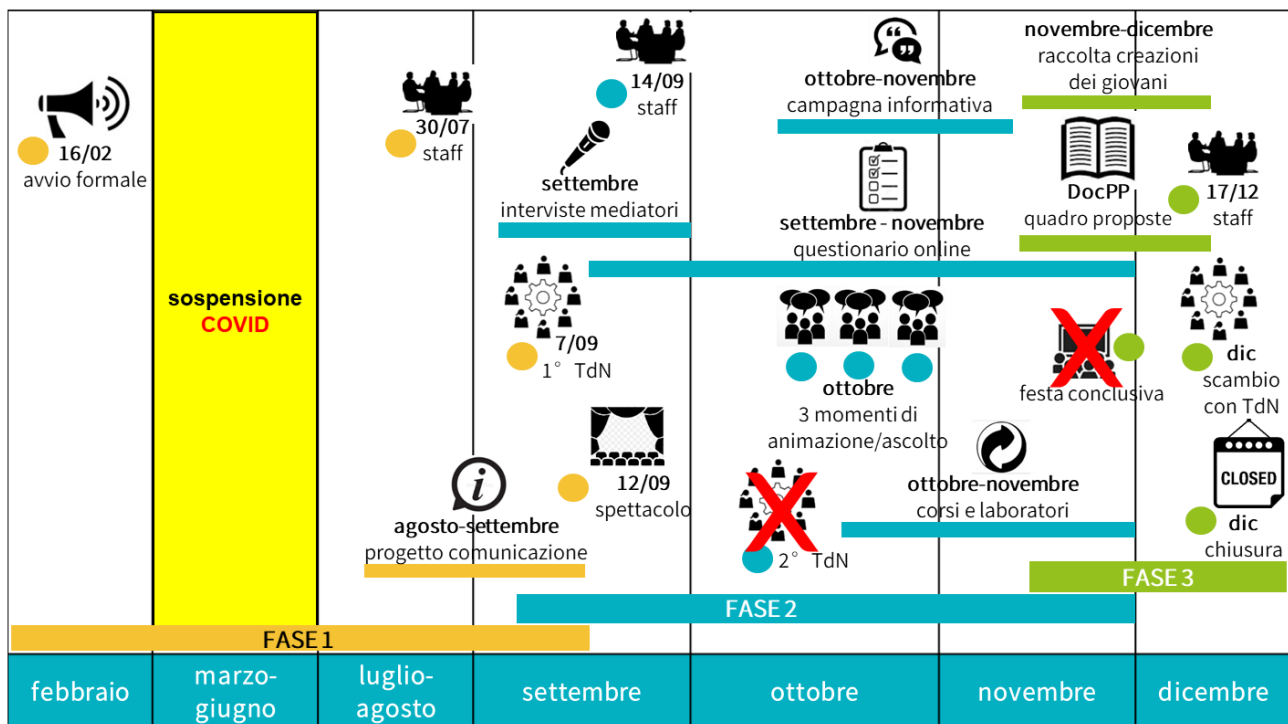 16/02
avvio formale
sospensione
COVID
30/07
staff
14/09
staff
settembre
interviste mediatori
7/09
1° TdN
12/09
spettacolo
agosto-settembre
progetto comunicazione
ottobre-novembre
campagna informativa
settembre - novembre
questionario online
ottobre
3 momenti di
animazione/ascolto
2° TdN
ottobre-novembre
corsi e laboratori
novembre-dicembre
raccolta creazioni
dei giovani
DocPP
quadro proposte
17/12
staff
festa conclusiva
dic
scambio
con TdN
CLOSED
dic
chiusura
FASE 3
FASE 2
FASE 1
febbraio
marzo-
giugno
luglio-
agosto
settembre
ottobre
novembre
dicembre